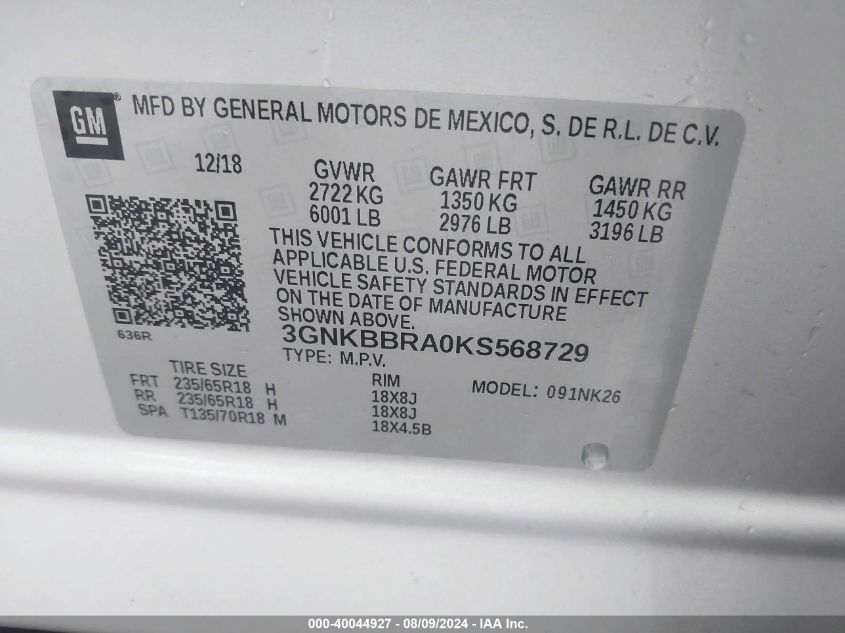 GM ® MFD BY GENERAL MOTORS DE MEXICO, S. DE R.L. DE C.V.
12/18 GVWR GAWR FRT GAWR RR
2722 KG 1350 KG 1450 KG
6001 LB 2976 LB 3196 LB
THIS VEHICLE CONFORMS TO ALL
APPLICABLE U.S. FEDERAL MOTOR
VEHICLE SAFETY STANDARDS IN EFFECT
ON THE DATE OF MANUFACTURE
SHOWN ABOVE.
636R
3GNKBBRA0KS568729
TYPE: M.P.V.
TIRE SIZE RIM MODEL: 091NK26
FRT 235/65R18 H 18X8J
RR 235/65R18 H 18X8J
SPA T135/70R18 M 18X4.5B
000-40044927 - 08/09/2024 - IAA Inc.